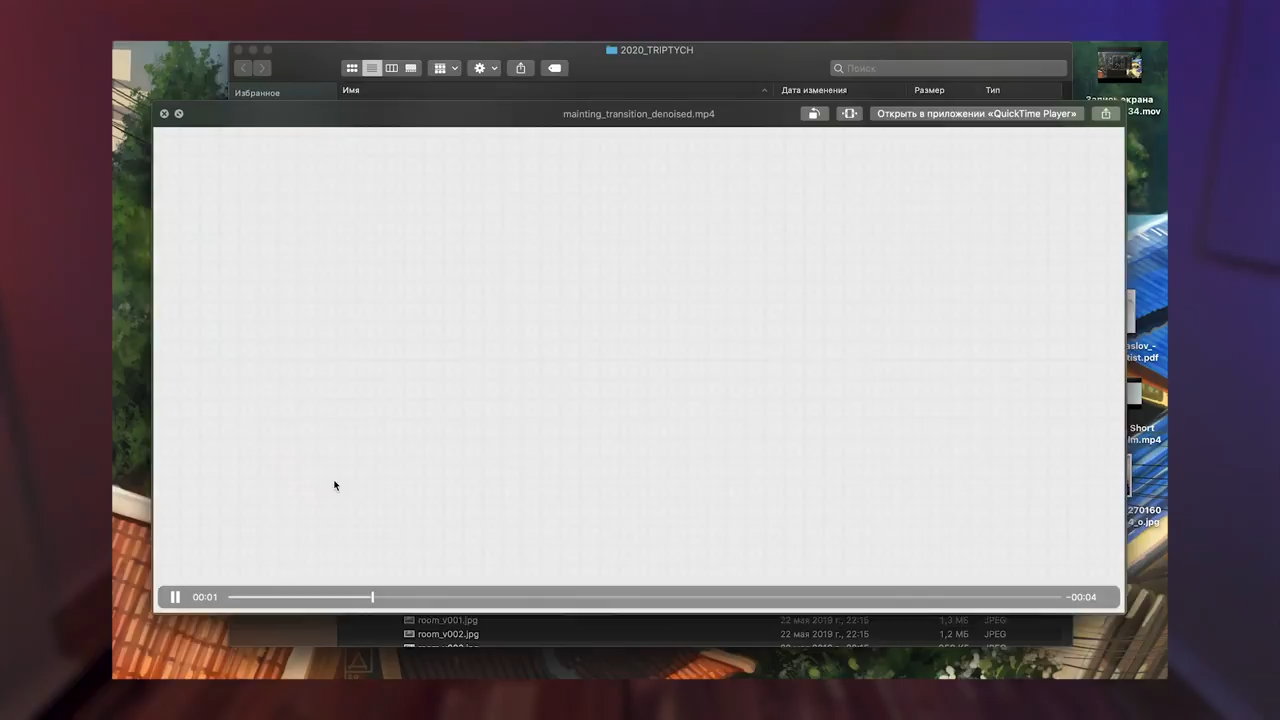 2020_TRIPTYCH
Поиск
Избранное
Имя
Дата изменения
Размер
Тип
экрана
34.mov
mainting_transition_denoised.mp4
Открыть в приложении «QuickTime Player»
aslov_-
tist.pdf
Short
lm.mp4
270160
4_o.jpg
00:01
-00:04
room_v001.jpg 22 мая 2019 г., 22:15 1,3 МБ JPEG
room_v002.jpg 22 мая 2019 г., 22:15 1,2 МБ JPEG